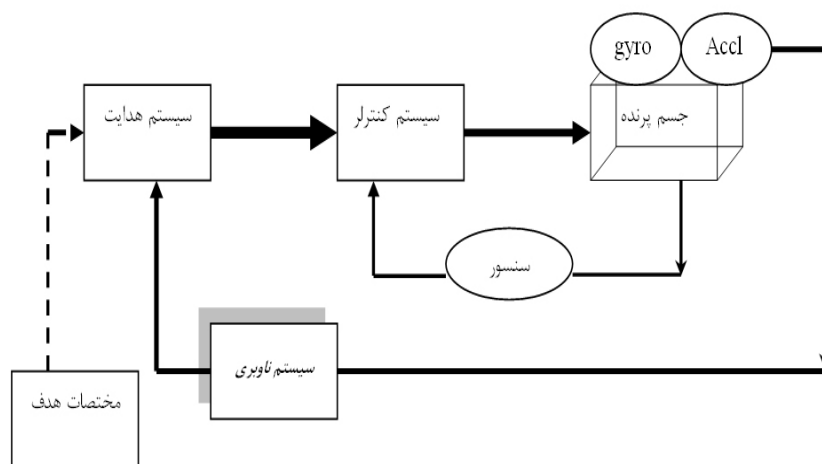 gyro
Accl
سیستم هدایت
سیستم کنترلر
جسم پرنده
سنسور
سیستم ناوبری
مختصات هدف